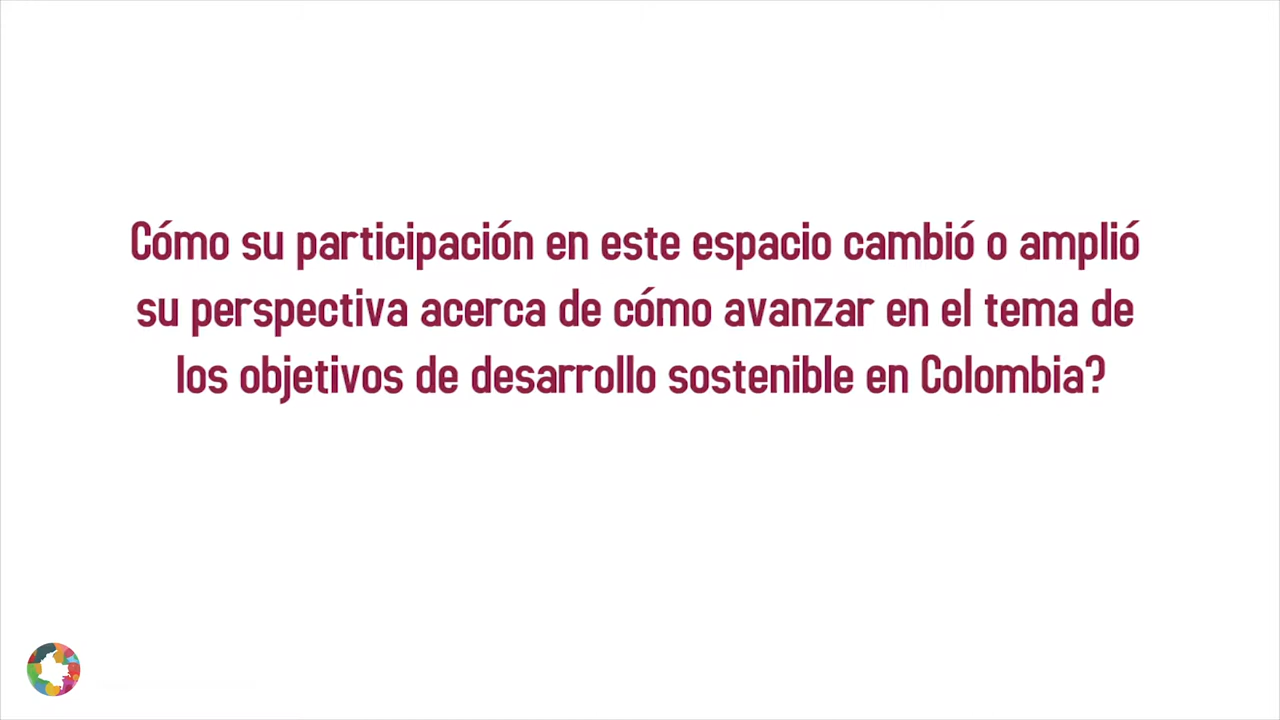 Cómo su participación en este espacio cambió o amplió
su perspectiva acerca de cómo avanzar en el tema de
los objetivos de desarrollo sostenible en Colombia?